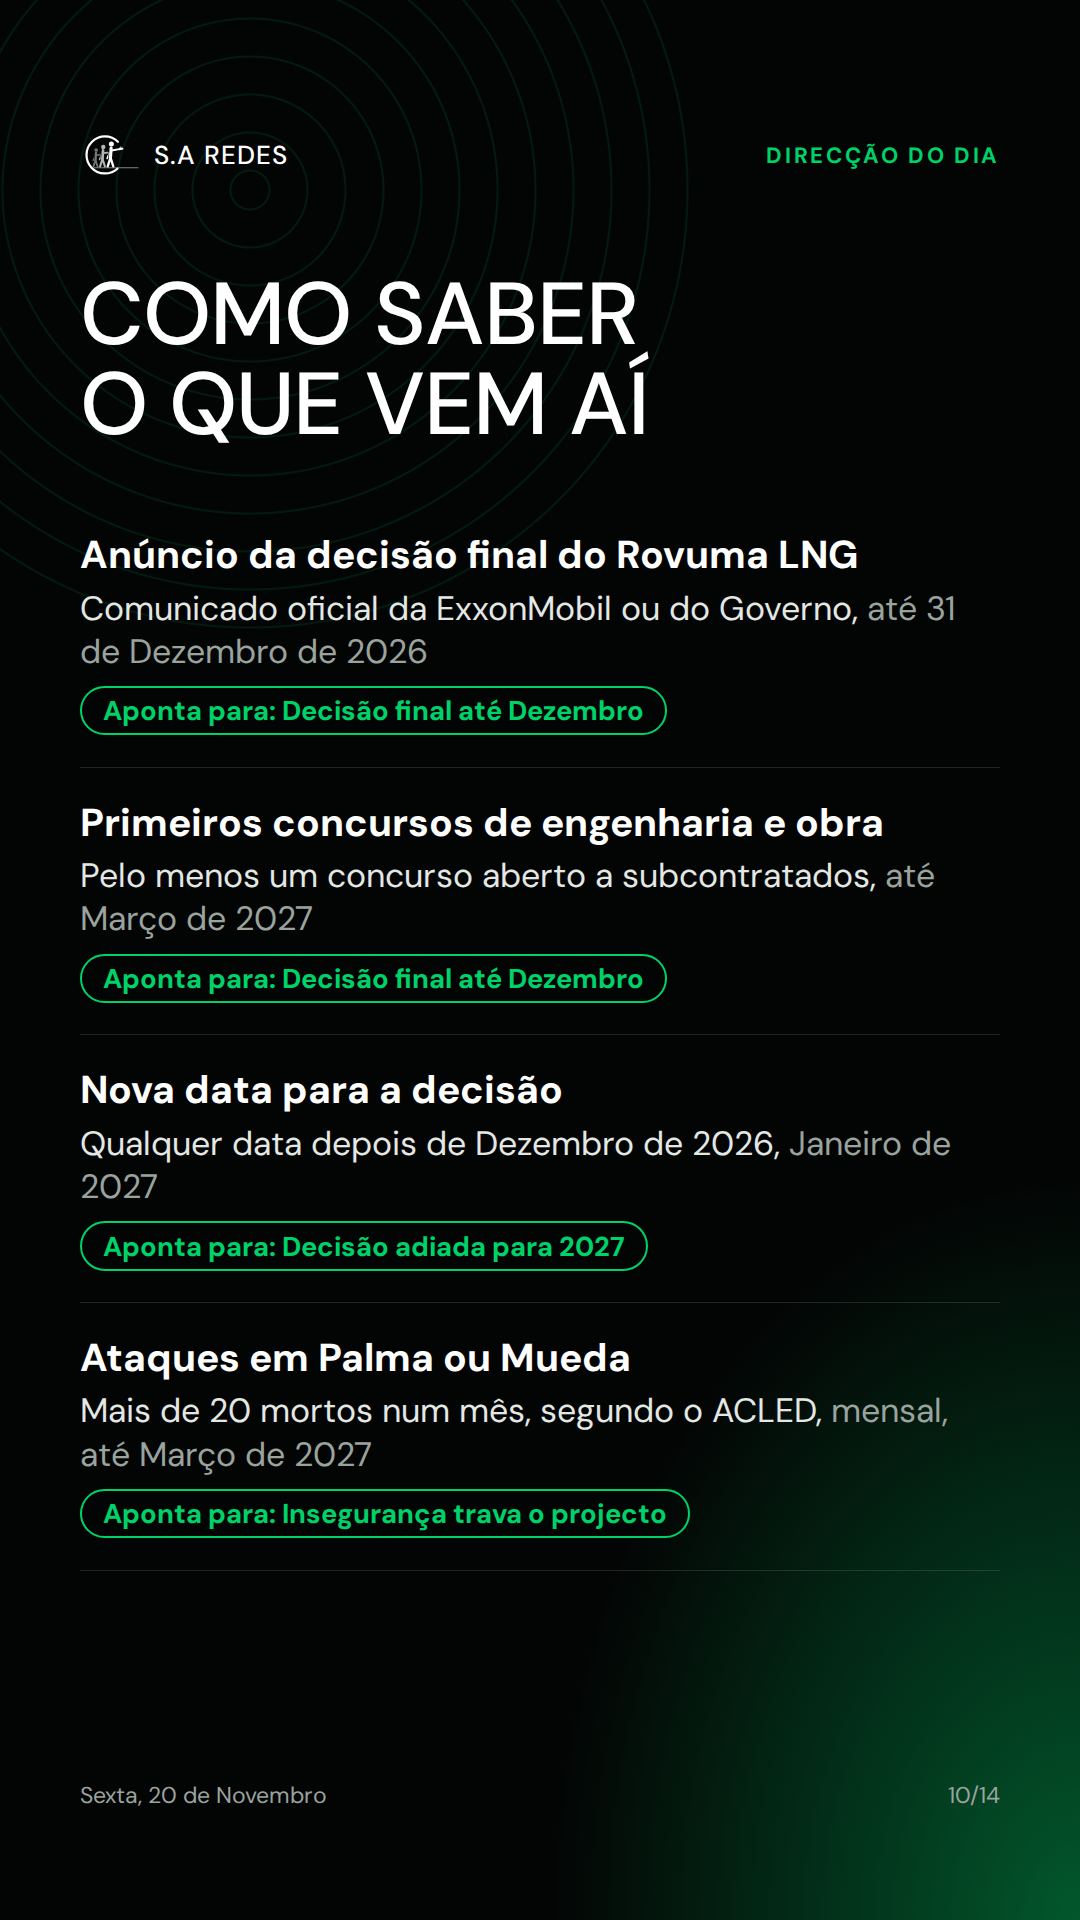 S.A REDES
DIRECÇÃO DO DIA
COMO SABER
O QUE VEM AÍ
Anúncio da decisão final do Rovuma LNG
Comunicado oficial da ExxonMobil ou do Governo, até 31
de Dezembro de 2026
Aponta para: Decisão final até Dezembro
Primeiros concursos de engenharia e obra
Pelo menos um concurso aberto a subcontratados, até
Março de 2027
Aponta para: Decisão final até Dezembro
Nova data para a decisão
Qualquer data depois de Dezembro de 2026, Janeiro de
2027
Aponta para: Decisão adiada para 2027
Ataques em Palma ou Mueda
Mais de 20 mortos num mês, segundo o ACLED, mensal,
até Março de 2027
Aponta para: Insegurança trava o projecto
Sexta, 20 de Novembro
10/14